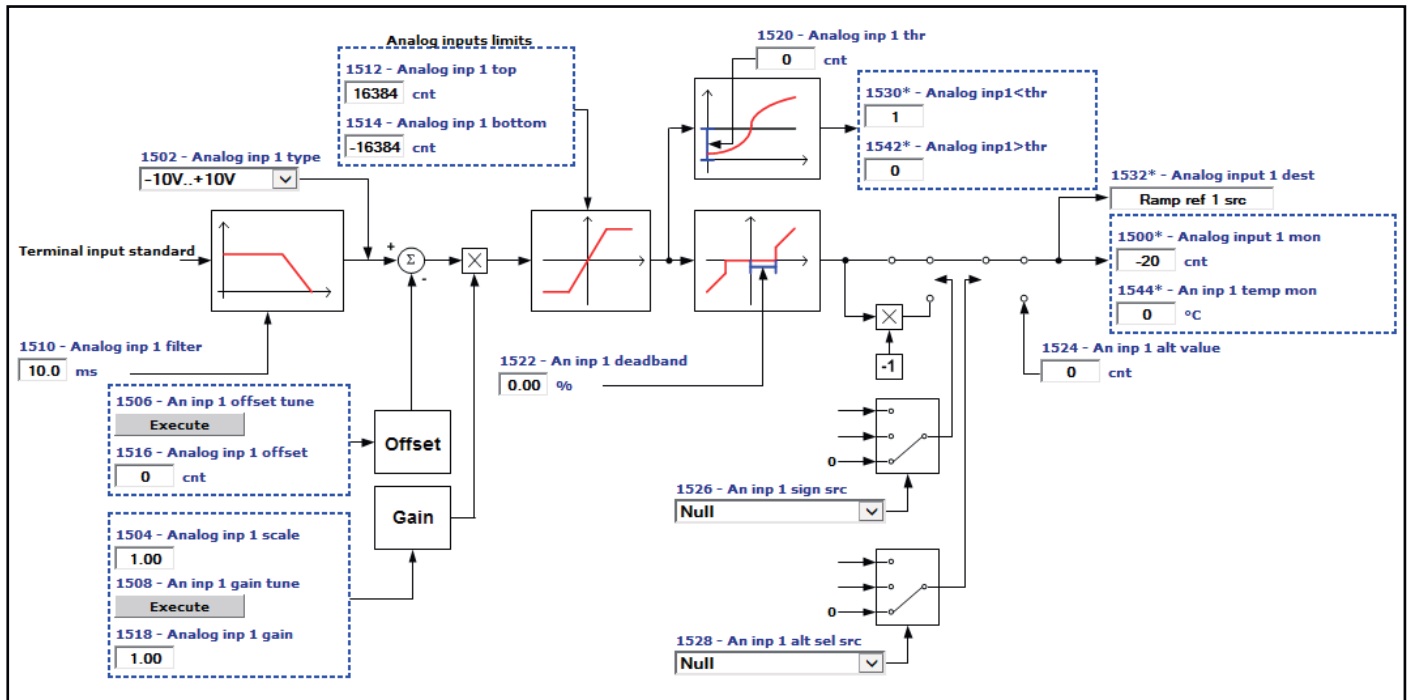 Analog inputs limits
1512 - Analog inp 1 top
16384 cnt
1514 - Analog inp 1 bottom
-16384 cnt
1520 - Analog inp 1 thr
0 cnt
1530* - Analog inp1<thr
1
1542* - Analog inp1>thr
0
1502 - Analog inp 1 type
-10V..+10V
Terminal input standard
+
Σ
-
X
1532* - Analog input 1 dest
Ramp ref 1 src
1500* - Analog input 1 mon
-20 cnt
1544* - An inp 1 temp mon
0 °C
1510 - Analog inp 1 filter
10.0 ms
1522 - An inp 1 deadband
0.00 %
X
-1
1524 - An inp 1 alt value
0 cnt
1506 - An inp 1 offset tune
Execute
1516 - Analog inp 1 offset
0 cnt
Offset
1504 - Analog inp 1 scale
1.00
1508 - An inp 1 gain tune
Execute
1518 - Analog inp 1 gain
1.00
Gain
0
1526 - An inp 1 sign src
Null
0
1528 - An inp 1 alt sel src
Null